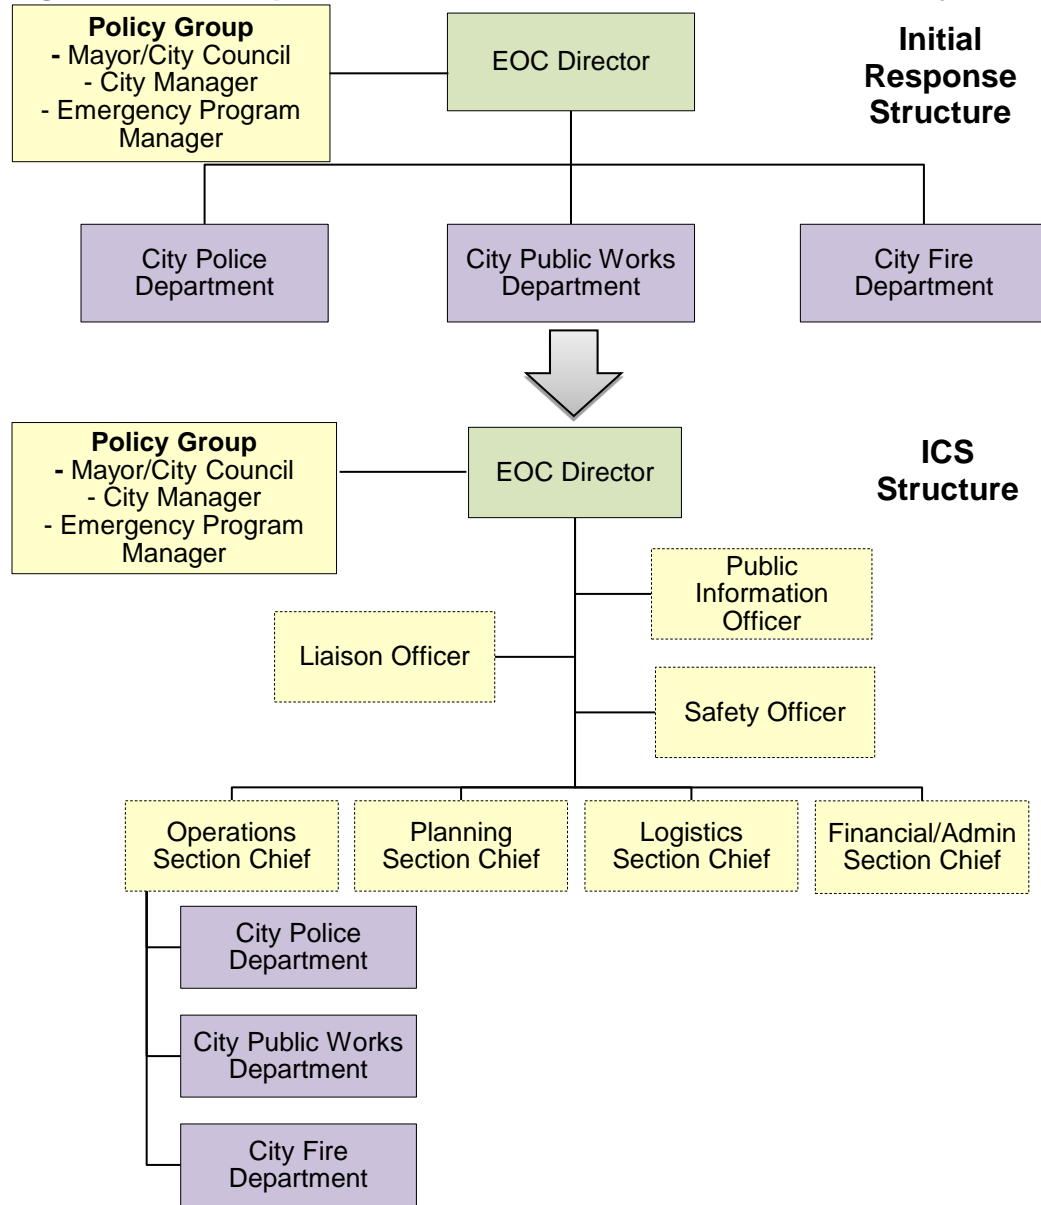 Policy Group
- Mayor/City Council
- City Manager
- Emergency Program
Manager
EOC Director
Initial
Response
Structure
City Police
Department
City Public Works
Department
City Fire
Department
Policy Group
- Mayor/City Council
- City Manager
- Emergency Program
Manager
EOC Director
ICS
Structure
Public
Information
Officer
Liaison Officer
Safety Officer
Operations
Section Chief
Planning
Section Chief
Logistics
Section Chief
Financial/Admin
Section Chief
City Police
Department
City Public Works
Department
City Fire
Department